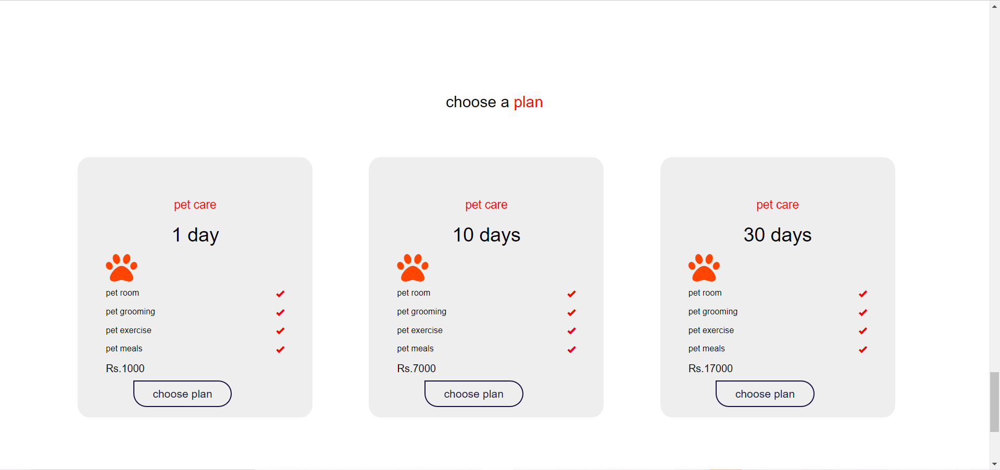 choose a plan
pet care
1 day
pet room
pet grooming
pet exercise
pet meals
Rs.1000
choose plan
pet care
10 days
pet room
pet grooming
pet exercise
pet meals
Rs.7000
choose plan
pet care
30 days
pet room
pet grooming
pet exercise
pet meals
Rs.17000
choose plan